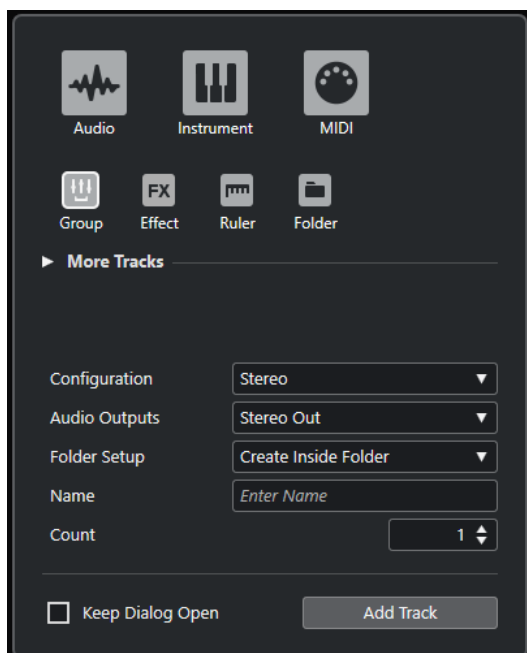 Audio Instrument MIDI
FX
Group Effect Ruler Folder
More Tracks
Configuration Stereo
Audio Outputs Stereo Out
Folder Setup Create Inside Folder
Name Enter Name
Count 1
Keep Dialog Open Add Track